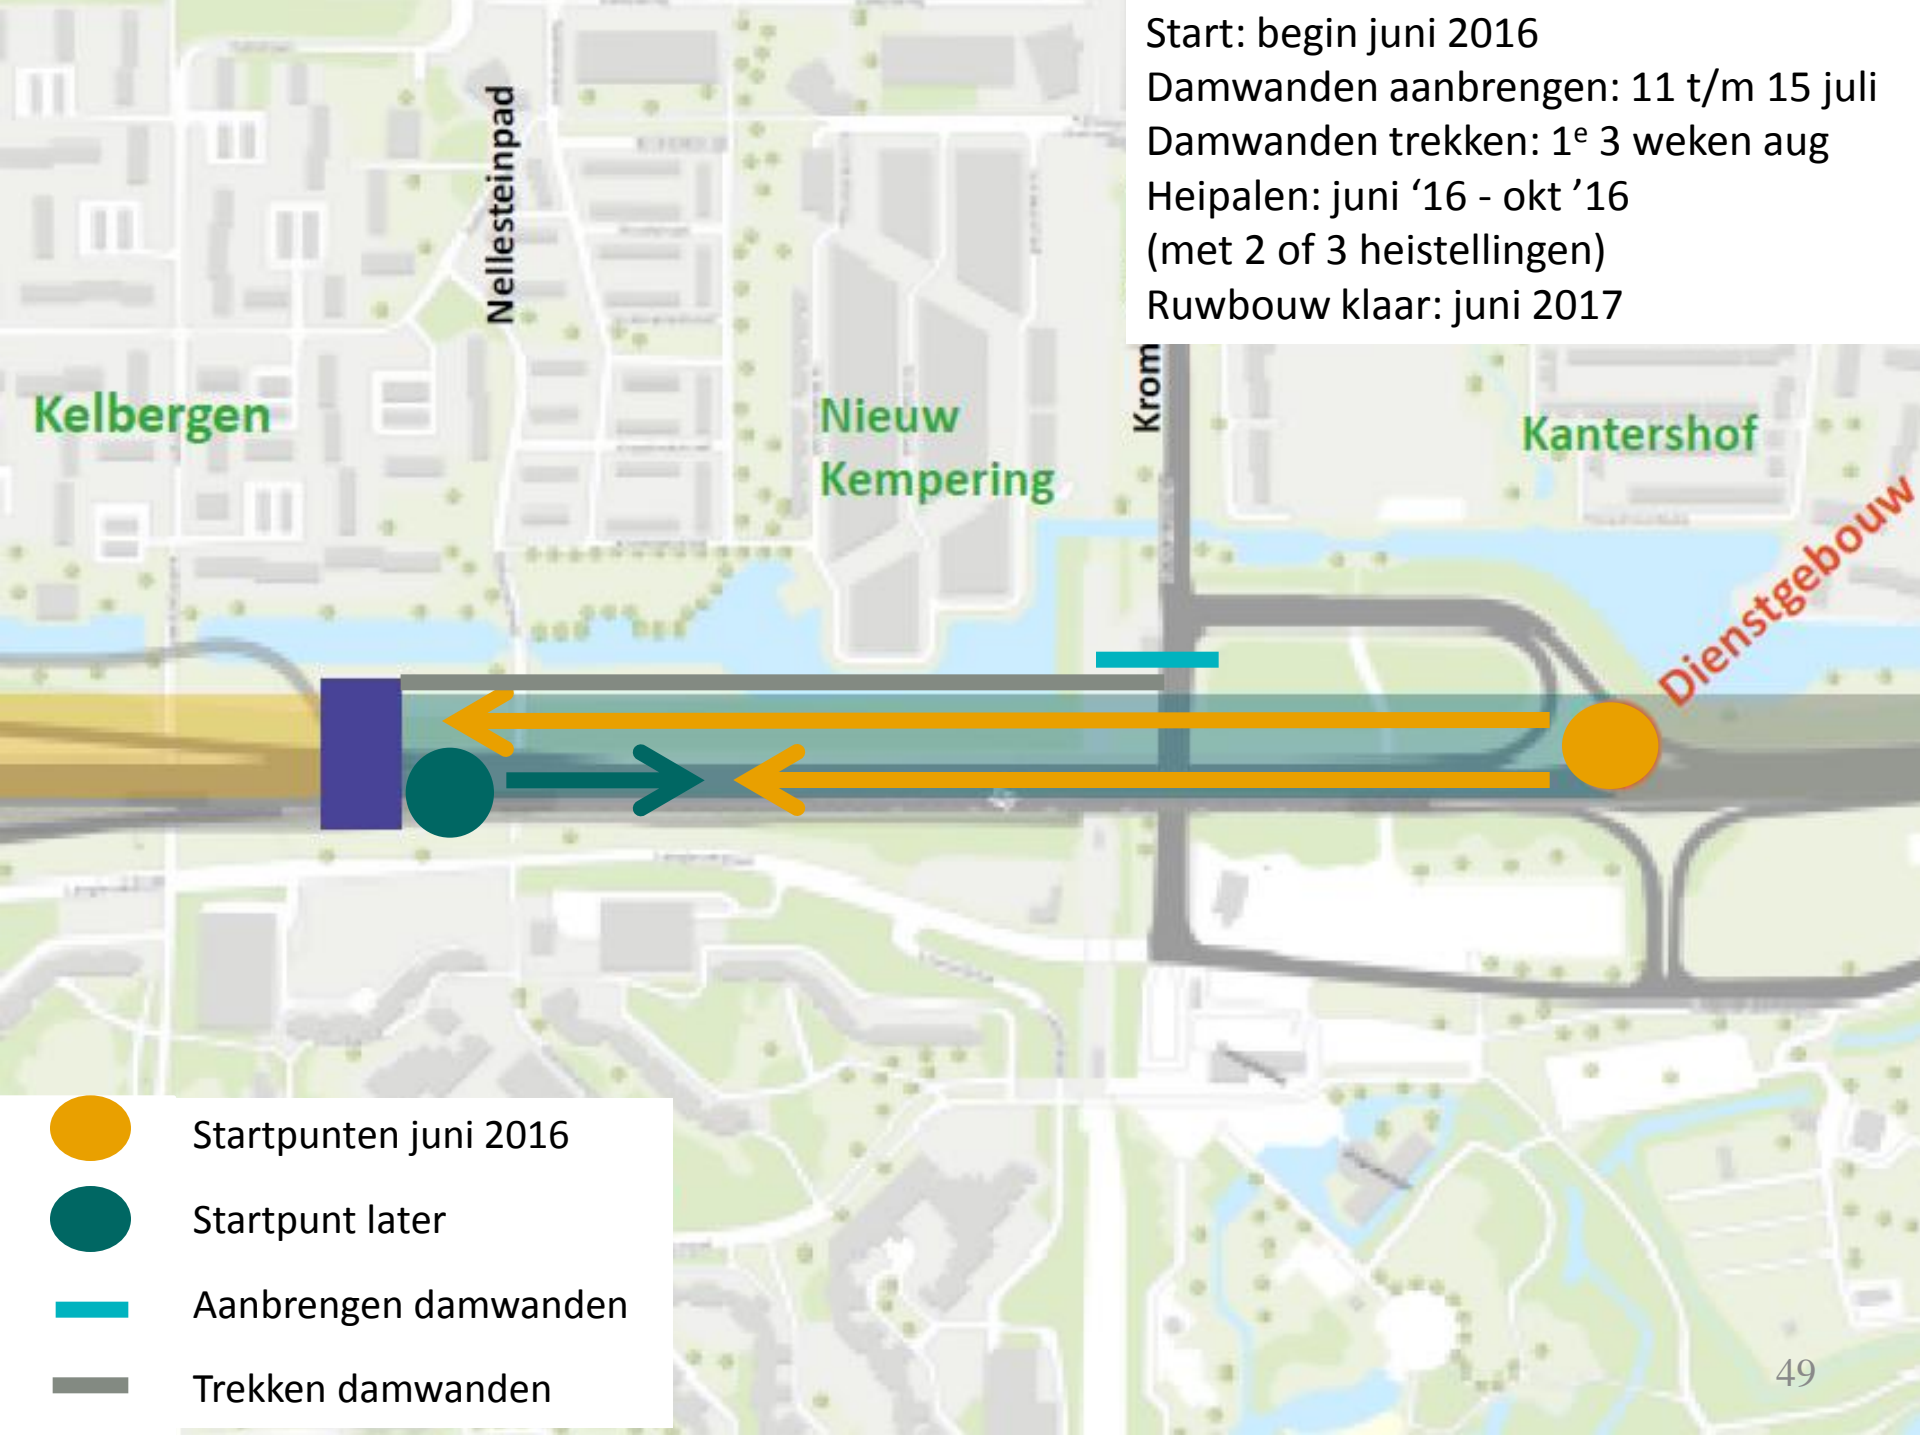 Start: begin juni 2016
Damwanden aanbrengen: 11 t/m 15 juli
Damwanden trekken: 1e 3 weken aug
Heipalen: juni ‘16 - okt ’16
(met 2 of 3 heistellingen)
Ruwbouw klaar: juni 2017
Nellesteinpad
Krom
Kelbergen
Nieuw
Kempering
Kantershof
Dienstgebouw
Startpunten juni 2016
Startpunt later
Aanbrengen damwanden
Trekken damwanden
49